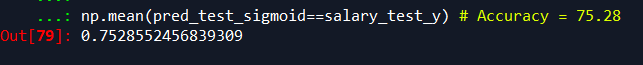 ...: np.mean(pred_test_sigmoid==salary_test_y) # Accuracy = 75.28
Out[79]: 0.7528552456839309